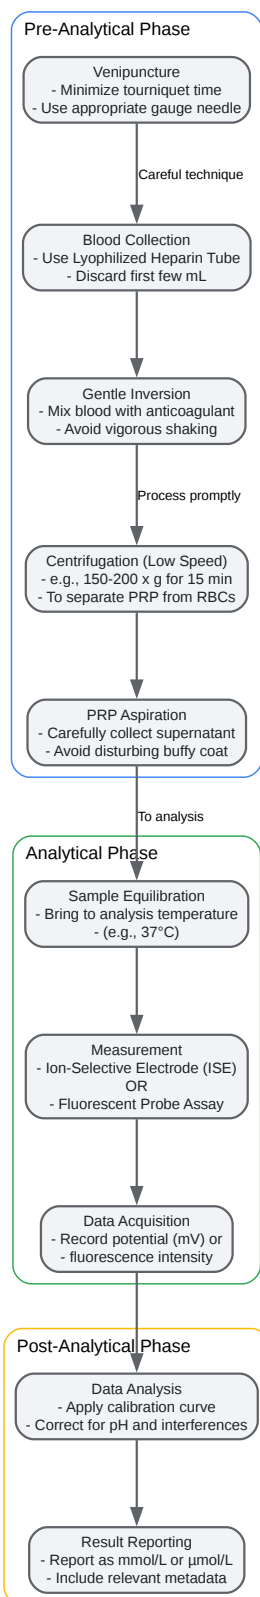 Pre-Analytical Phase
Venipuncture
- Minimize tourniquet time
- Use appropriate gauge needle
Careful technique
Blood Collection
- Use Lyophilized Heparin Tube
- Discard first few mL
Gentle Inversion
- Mix blood with anticoagulant
- Avoid vigorous shaking
Process promptly
Centrifugation (Low Speed)
- e.g., 150-200 x g for 15 min
- To separate PRP from RBCs
PRP Aspiration
- Carefully collect supernatant
- Avoid disturbing buffy coat
To analysis
Analytical Phase
Sample Equilibration
- Bring to analysis temperature
- (e.g., 37°C)
Measurement
- Ion-Selective Electrode (ISE)
OR
- Fluorescent Probe Assay
Data Acquisition
- Record potential (mV) or
- fluorescence intensity
Post-Analytical Phase
Data Analysis
- Apply calibration curve
- Correct for pH and interferences
Result Reporting
- Report as mmol/L or µmol/L
- Include relevant metadata